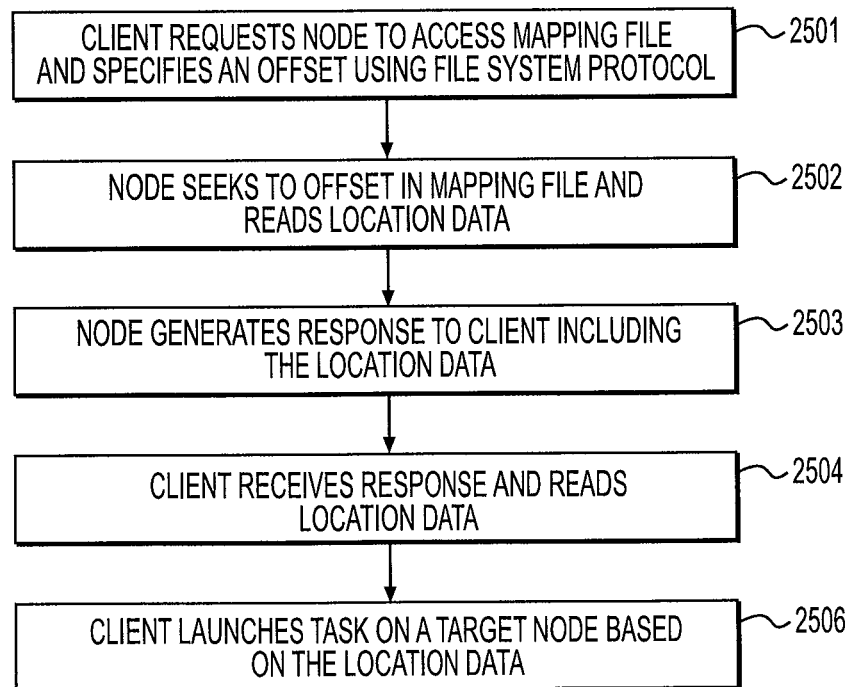 CLIENT REQUESTS NODE TO ACCESS MAPPING FILE
AND SPECIFIES AN OFFSET USING FILE SYSTEM PROTOCOL
2501
NODE SEEKS TO OFFSET IN MAPPING FILE AND
READS LOCATION DATA
2502
NODE GENERATES RESPONSE TO CLIENT INCLUDING
THE LOCATION DATA
2503
CLIENT RECEIVES RESPONSE AND READS
LOCATION DATA
2504
CLIENT LAUNCHES TASK ON A TARGET NODE BASED
ON THE LOCATION DATA
2506